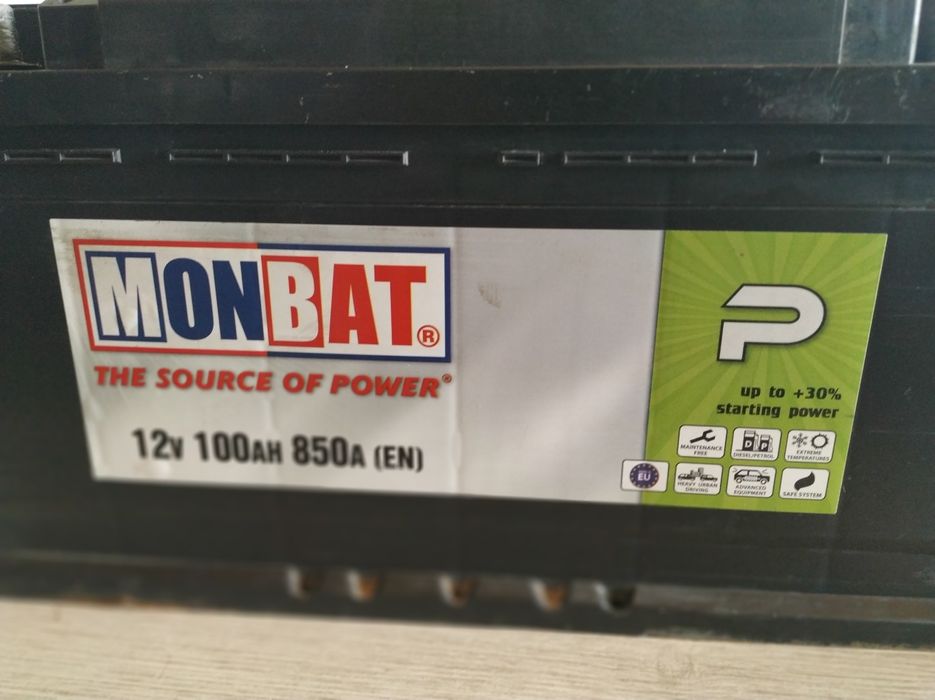 MONBAT®
THE SOURCE OF POWER®
12V 100AH 850A (EN)
P
up to +30%
starting power
MAINTENANCE
FREE
D P
DIESEL/PETROL
EXTREME
TEMPERATURES
EU
HEAVY URBAN
DRIVING
ADVANCED
EQUIPMENT
SAFE SYSTEM